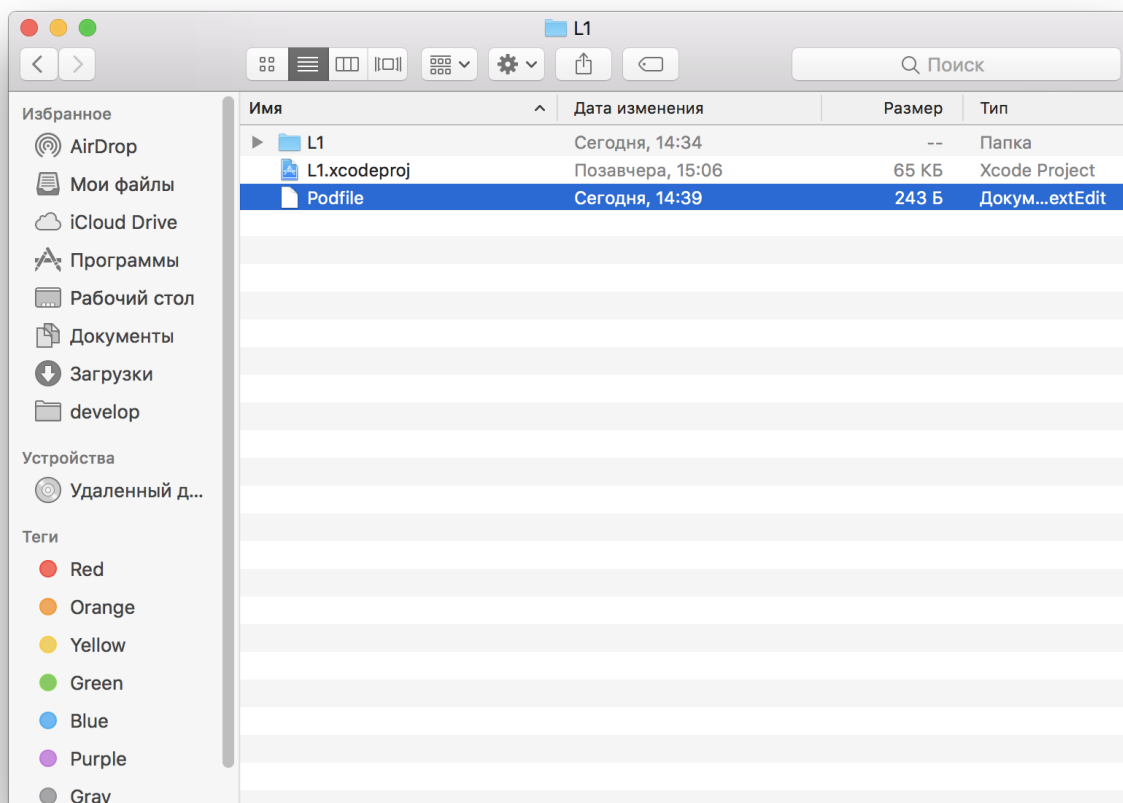 L1
Поиск
Избранное
AirDrop
Мои файлы
iCloud Drive
Программы
Рабочий стол
Документы
Загрузки
develop
Устройства
Удаленный д...
Теги
Red
Orange
Yellow
Green
Blue
Purple
Gray
Имя Дата изменения Размер Тип
L1 Сегодня, 14:34 -- Папка
L1.xcodeproj Позавчера, 15:06 65 КБ Xcode Project
Podfile Сегодня, 14:39 243 Б Докум...extEdit